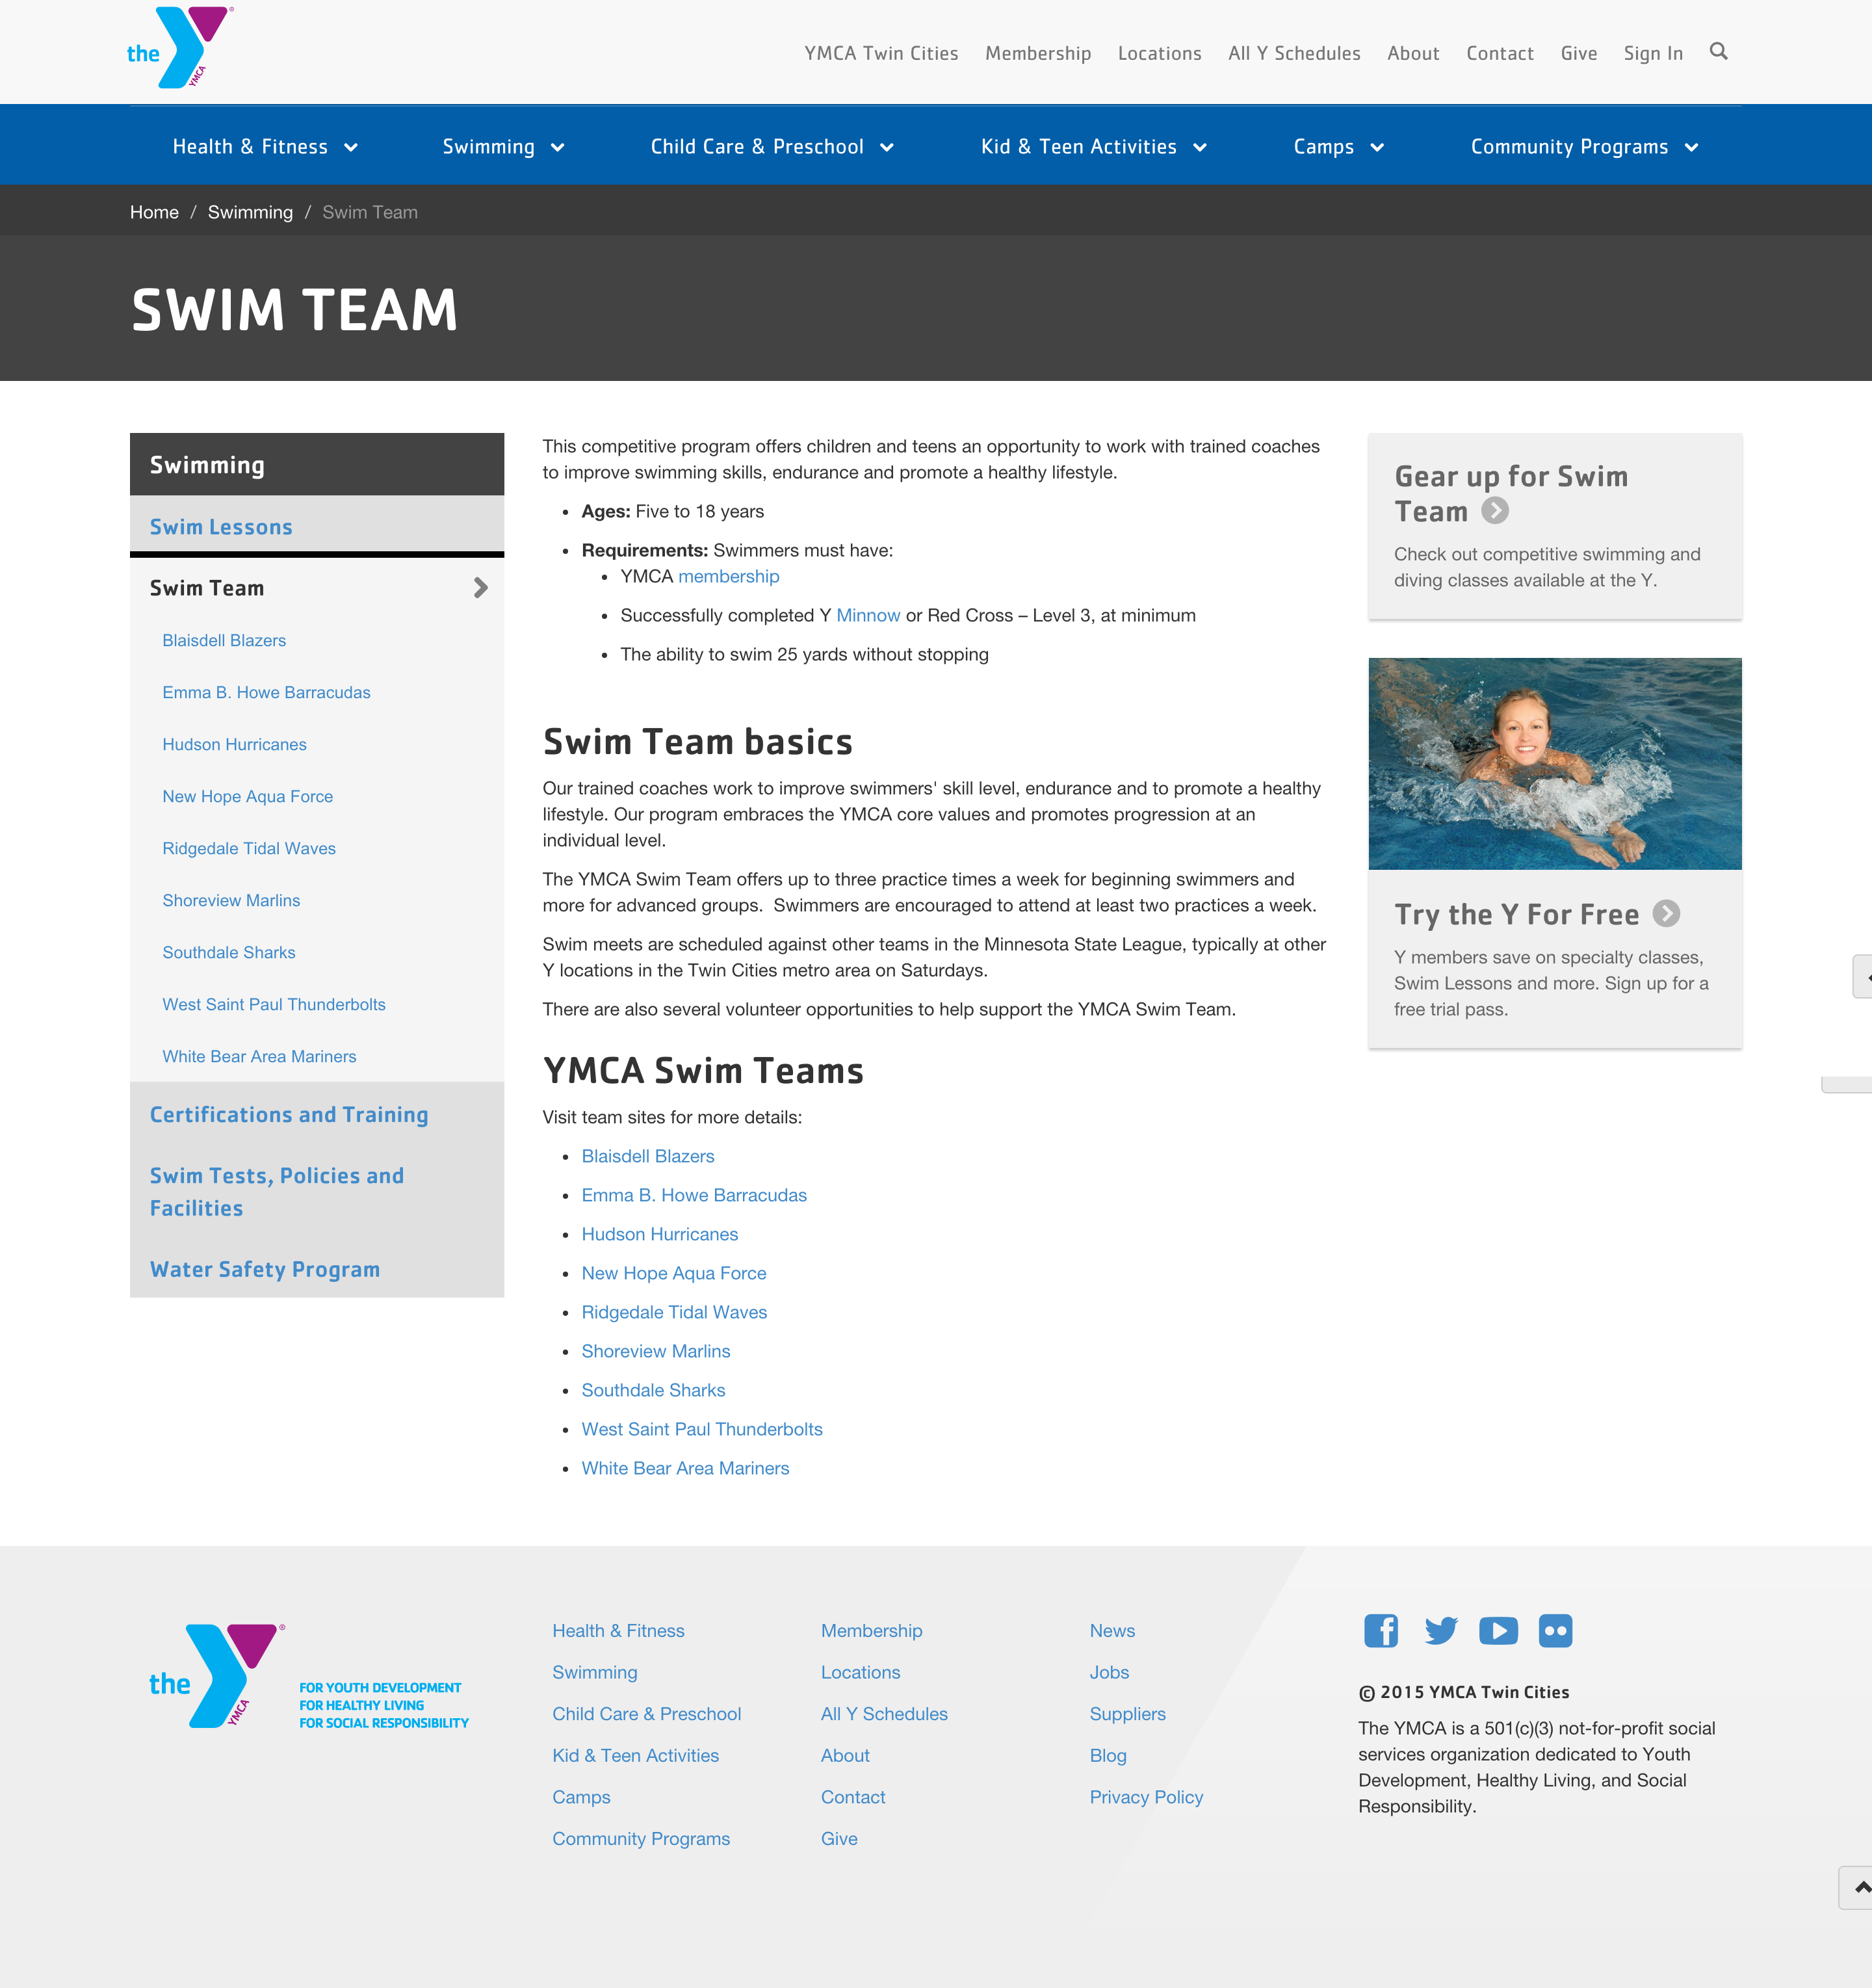 the
YMCA
®
YMCA Twin Cities Membership Locations All Y Schedules About Contact Give Sign In
Health & Fitness Swimming Child Care & Preschool Kid & Teen Activities Camps Community Programs
Home / Swimming / Swim Team
SWIM TEAM
Swimming
Swim Lessons
Swim Team
Blaisdell Blazers
Emma B. Howe Barracudas
Hudson Hurricanes
New Hope Aqua Force
Ridgedale Tidal Waves
Shoreview Marlins
Southdale Sharks
West Saint Paul Thunderbolts
White Bear Area Mariners
Certifications and Training
Swim Tests, Policies and
Facilities
Water Safety Program
This competitive program offers children and teens an opportunity to work with trained coaches
to improve swimming skills, endurance and promote a healthy lifestyle.
• Ages: Five to 18 years
• Requirements: Swimmers must have:
• YMCA membership
• Successfully completed Y Minnow or Red Cross – Level 3, at minimum
• The ability to swim 25 yards without stopping
Swim Team basics
Our trained coaches work to improve swimmers' skill level, endurance and to promote a healthy
lifestyle. Our program embraces the YMCA core values and promotes progression at an
individual level.
The YMCA Swim Team offers up to three practice times a week for beginning swimmers and
more for advanced groups.  Swimmers are encouraged to attend at least two practices a week.
Swim meets are scheduled against other teams in the Minnesota State League, typically at other
Y locations in the Twin Cities metro area on Saturdays.
There are also several volunteer opportunities to help support the YMCA Swim Team.
YMCA Swim Teams
Visit team sites for more details:
• Blaisdell Blazers
• Emma B. Howe Barracudas
• Hudson Hurricanes
• New Hope Aqua Force
• Ridgedale Tidal Waves
• Shoreview Marlins
• Southdale Sharks
• West Saint Paul Thunderbolts
• White Bear Area Mariners
Gear up for Swim
Team
Check out competitive swimming and
diving classes available at the Y.
Try the Y For Free
Y members save on specialty classes,
Swim Lessons and more. Sign up for a
free trial pass.
the
YMCA
®
FOR YOUTH DEVELOPMENT
FOR HEALTHY LIVING
FOR SOCIAL RESPONSIBILITY
Health & Fitness
Swimming
Child Care & Preschool
Kid & Teen Activities
Camps
Community Programs
Membership
Locations
All Y Schedules
About
Contact
Give
News
Jobs
Suppliers
Blog
Privacy Policy
© 2015 YMCA Twin Cities
The YMCA is a 501(c)(3) not-for-profit social
services organization dedicated to Youth
Development, Healthy Living, and Social
Responsibility.